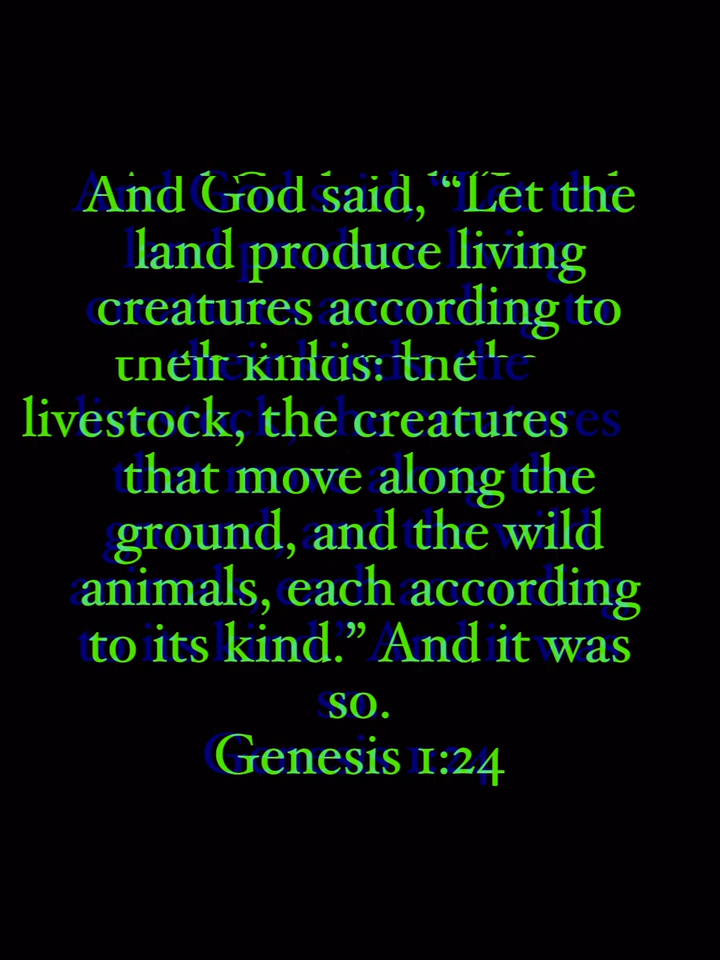 And God said, “Let the
land produce living
creatures according to
their kinds: the
livestock, the creatures
that move along the
ground, and the wild
animals, each according
to its kind.” And it was
so.
Genesis 1:24